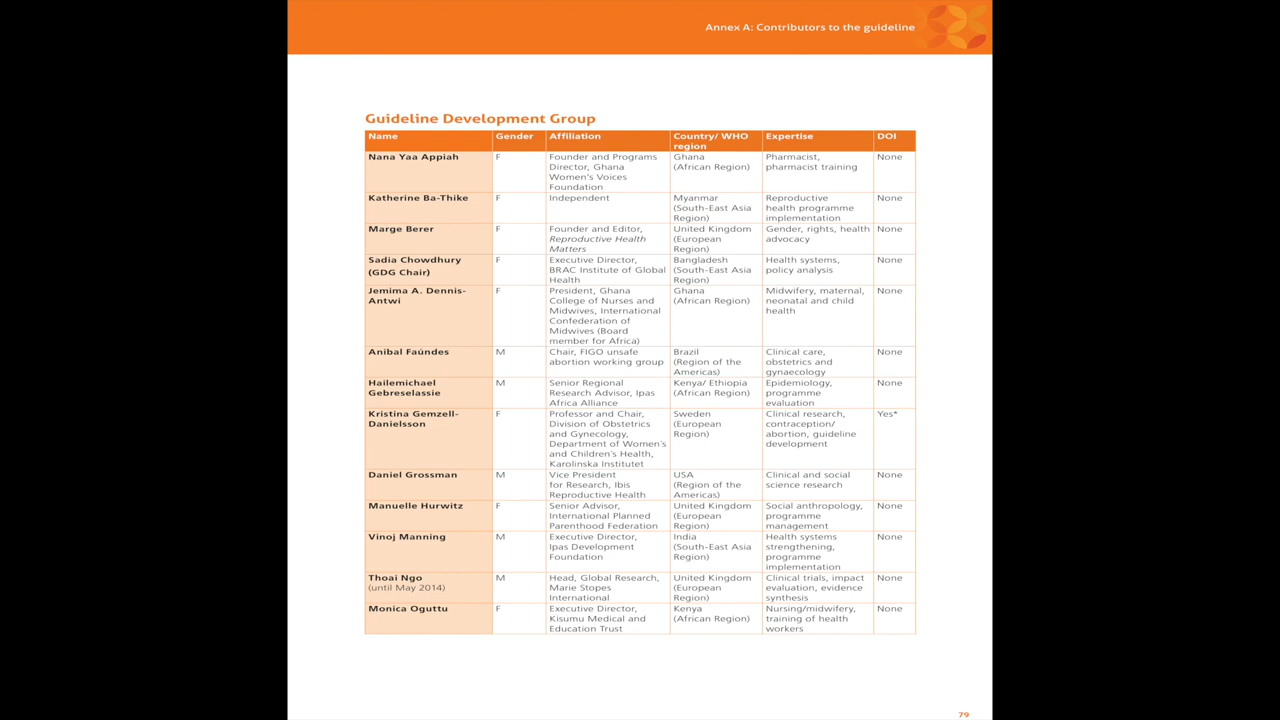 Annex A: Contributors to the guideline
Guideline Development Group
Name Gender Affiliation Country/ WHO region Expertise DOI
Nana Yaa Appiah F Founder and Programs Director, Ghana Women's Voices Foundation Ghana (African Region) Pharmacist, pharmacist training None
Katherine Ba-Thike F Independent Myanmar (South-East Asia Region) Reproductive health programme implementation None
Marge Berer F Founder and Editor, Reproductive Health Matters United Kingdom (European Region) Gender, rights, health advocacy None
Sadia Chowdhury (GDG Chair) F Executive Director, BRAC Institute of Global Health Bangladesh (South-East Asia Region) Health systems, policy analysis None
Jemima A. Dennis-Antwi F President, Ghana College of Nurses and Midwives, International Confederation of Midwives (Board member for Africa) Ghana (African Region) Midwifery, maternal, neonatal and child health None
Anibal Faúndes M Chair, FIGO unsafe abortion working group Brazil (Region of the Americas) Clinical care, obstetrics and gynaecology None
Hailemichael Gebreselassie M Senior Regional Research Advisor, Ipas Africa Alliance Kenya/ Ethiopia (African Region) Epidemiology, programme evaluation None
Kristina Gemzell-Danielsson F Professor and Chair, Division of Obstetrics and Gynecology, Department of Women's and Children's Health, Karolinska Institutet Sweden (European Region) Clinical research, contraception/ abortion, guideline development Yes*
Daniel Grossman M Vice President for Research, Ibis Reproductive Health USA (Region of the Americas) Clinical and social science research None
Manuelle Hurwitz F Senior Advisor, International Planned Parenthood Federation United Kingdom (European Region) Social anthropology, programme management None
Vinoj Manning M Executive Director, Ipas Development Foundation India (South-East Asia Region) Health systems strengthening, programme implementation None
Thoai Ngo (until May 2014) M Head, Global Research, Marie Stopes International United Kingdom (European Region) Clinical trials, impact evaluation, evidence synthesis None
Monica Oguttu F Executive Director, Kisumu Medical and Education Trust Kenya (African Region) Nursing/midwifery, training of health workers None
79